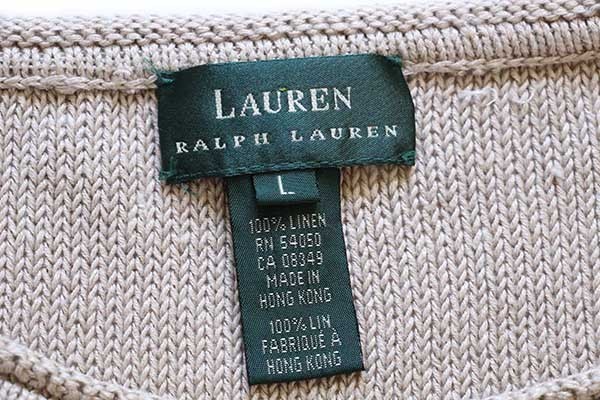 LAUREN
RALPH LAUREN
L
100% LINEN
RN 54050
CA 08349
MADE IN
HONG KONG
100% LIN
FABRIQUÉ À
HONG KONG